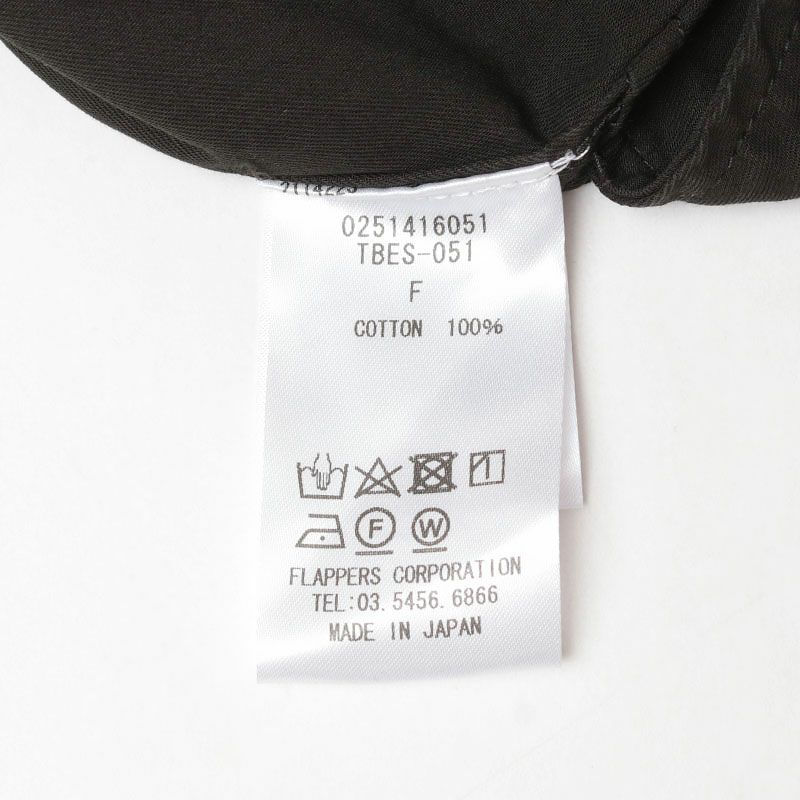 0251416051
TBES-051
F
COTTON 100%
F W
FLAPPERS CORPORATION
TEL:03.5456.6866
MADE IN JAPAN